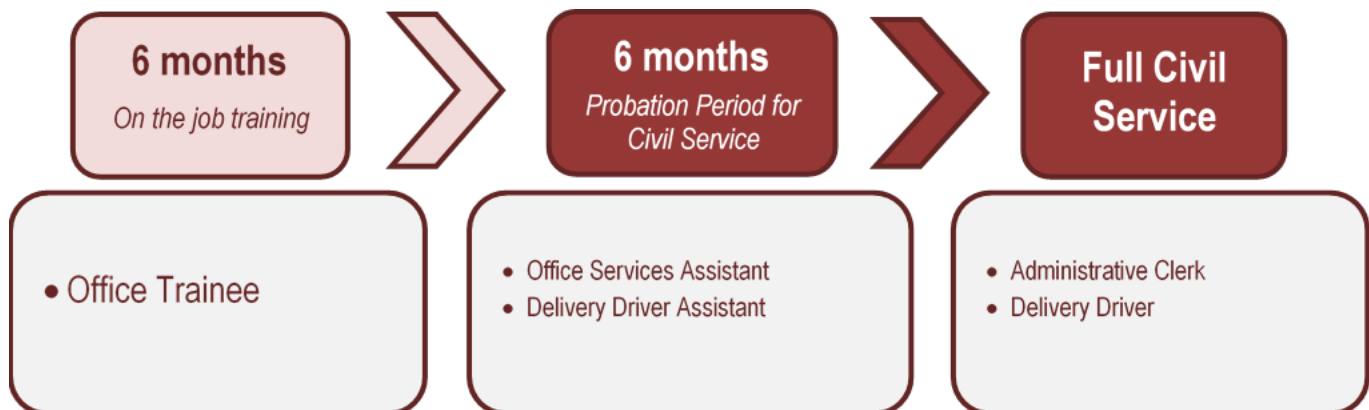 6 months
On the job training
6 months
Probation Period for
Civil Service
Full Civil
Service
• Office Trainee
• Office Services Assistant
• Delivery Driver Assistant
• Administrative Clerk
• Delivery Driver